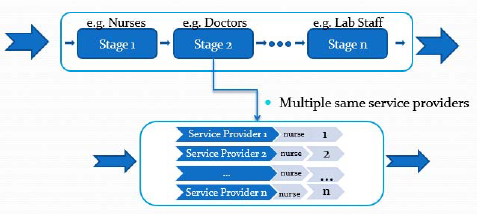 e.g. Nurses e.g. Doctors e.g. Lab Staff
Stage 1 Stage 2 Stage n
• Multiple same service providers
Service Provider 1 nurse 1
Service Provider 2 nurse 2
... nurse ...
Service Provider n nurse n